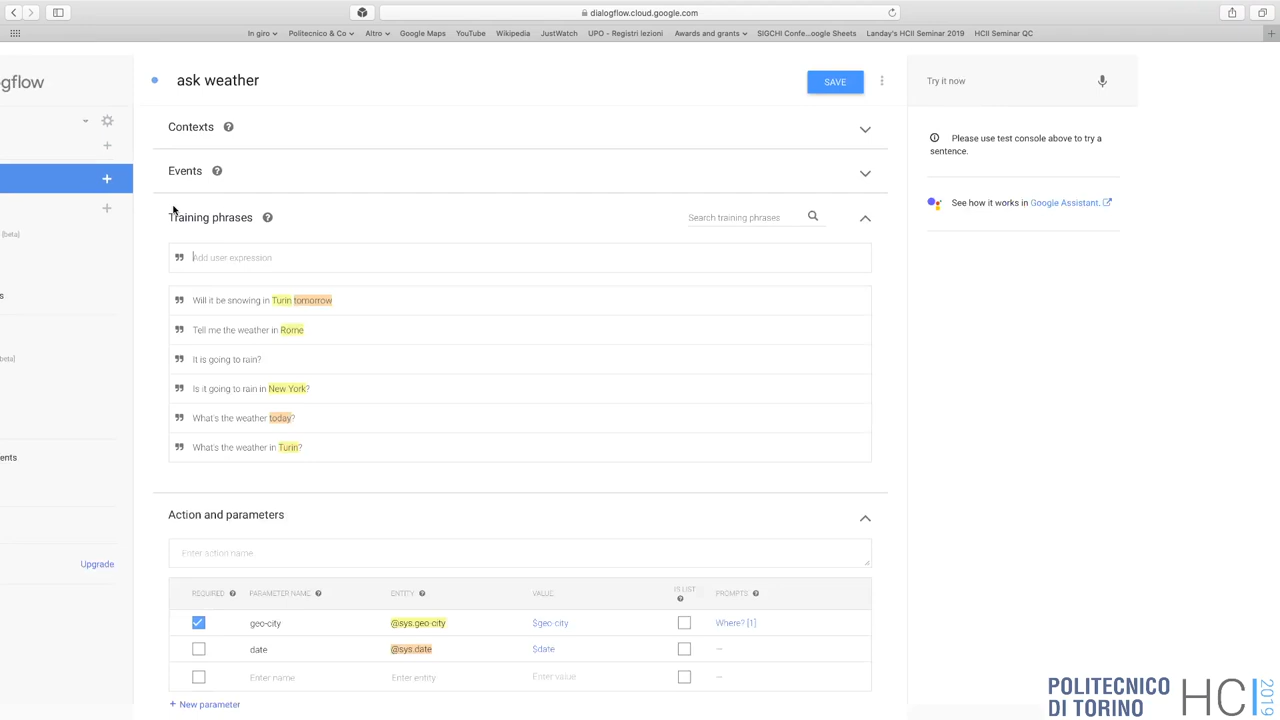 dialogflow.cloud.google.com
In giro Politecnico & Co Altro Google Maps YouTube Wikipedia JustWatch UPO - Registri lezioni Awards and grants SIGCHI Confe...oogle Sheets Landay's HCII Seminar 2019 HCII Seminar QC
gflow
ask weather
SAVE
Try it now
Contexts
Please use test console above to try a
sentence.
Events
See how it works in Google Assistant.
Training phrases
Search training phrases
[beta]
Add user expression
s
Will it be snowing in Turin tomorrow
Tell me the weather in Rome
beta]
It is going to rain?
Is it going to rain in New York?
What's the weather today?
What's the weather in Turin?
ents
Action and parameters
Enter action name
Upgrade
REQUIRED PARAMETER NAME ENTITY VALUE IS LIST PROMPTS
geo-city @sys.geo-city $geo-city Where? [1]
date @sys.date $date –
Enter name Enter entity Enter value –
+ New parameter
POLITECNICO
DI TORINO
HCI 2019